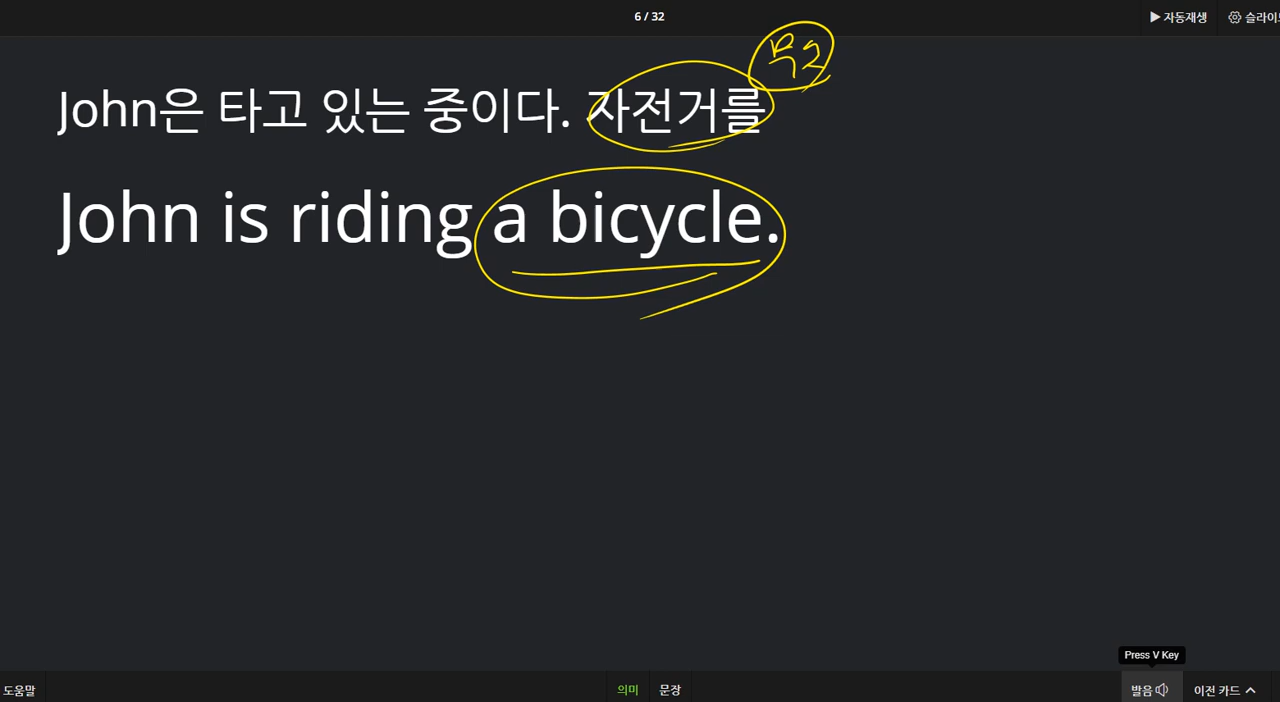 6 / 32
▶ 자동재생
슬라이드
John은 타고 있는 중이다. 자전거를
John is riding a bicycle.
Press V Key
도움말
의미
문장
발음
이전 카드